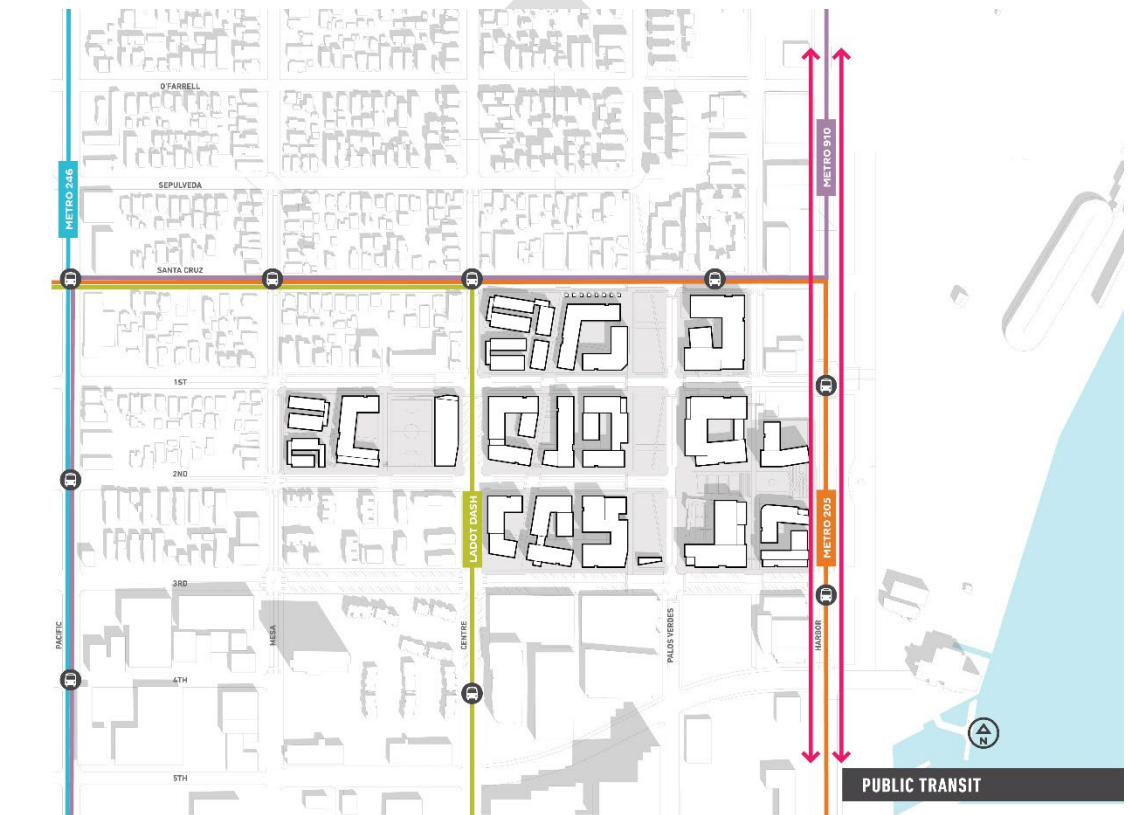 O'FARRELL
METRO 910
METRO 246
SEPULVEDA
SANTA CRUZ
1ST
2ND
LADOT DASH
METRO 205
3RD
PACIFIC
MESA
CENTRE
PALOS VERDES
HARBOR
4TH
N
5TH
PUBLIC TRANSIT